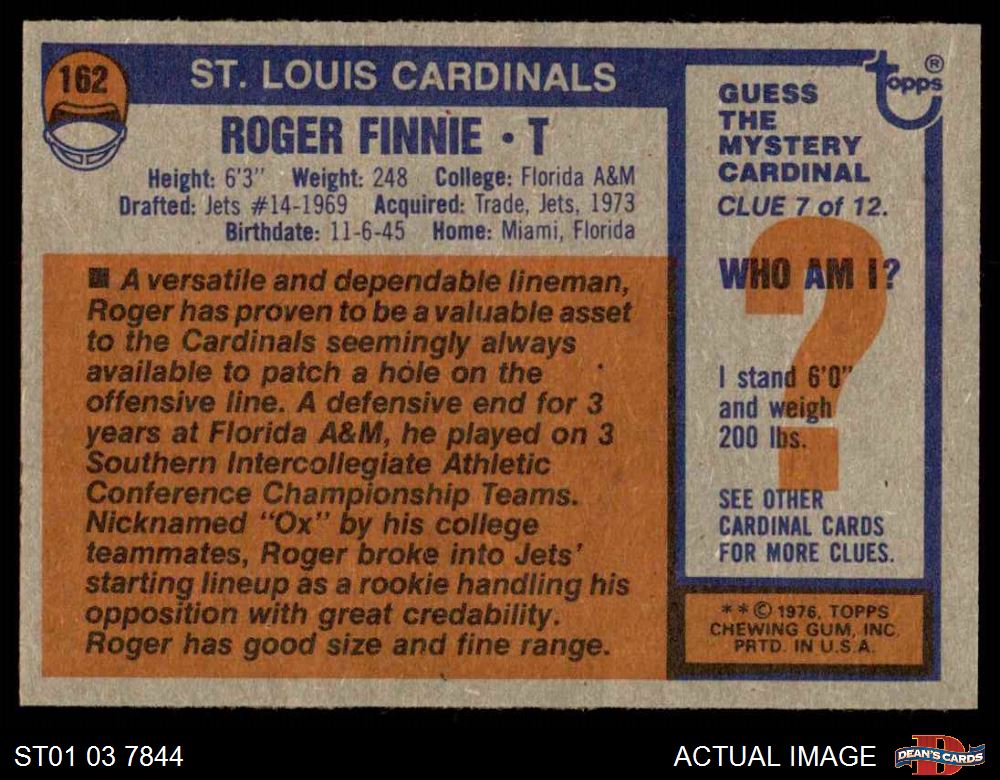 162
ST. LOUIS CARDINALS
ROGER FINNIE • T
Height: 6'3" Weight: 248 College: Florida A&M
Drafted: Jets #14-1969 Acquired: Trade, Jets, 1973
Birthdate: 11-6-45 Home: Miami, Florida
■ A versatile and dependable lineman,
Roger has proven to be a valuable asset
to the Cardinals seemingly always
available to patch a hole on the
offensive line. A defensive end for 3
years at Florida A&M, he played on 3
Southern Intercollegiate Athletic
Conference Championship Teams.
Nicknamed "Ox" by his college
teammates, Roger broke into Jets'
starting lineup as a rookie handling his
opposition with great credability.
Roger has good size and fine range.
topps®
GUESS
THE
MYSTERY
CARDINAL
CLUE 7 of 12.
WHO AM I?
?
I stand 6'0"
and weigh
200 lbs.
SEE OTHER
CARDINAL CARDS
FOR MORE CLUES.
* * © 1976, TOPPS
CHEWING GUM, INC.
PRTD. IN U.S.A.
ST01 03 7844
ACTUAL IMAGE
D
DEAN'S CARDS